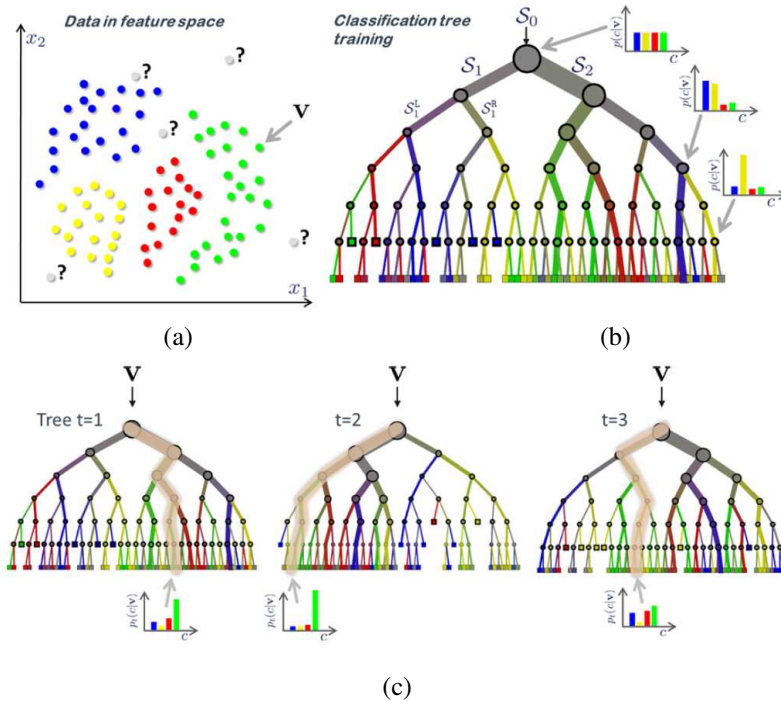 Data in feature space
x₂
?
?
?
v
?
?
x₁
(a)
Classification tree
training
S₀
S₁
S₂
S₁ᴸ
S₁ᴿ
p(c|v)
c
p(c|v)
c
p(c|v)
c
(b)
v
v
v
Tree t=1
t=2
t=3
pₜ(c|v)
c
pₜ(c|v)
c
pₜ(c|v)
c
(c)